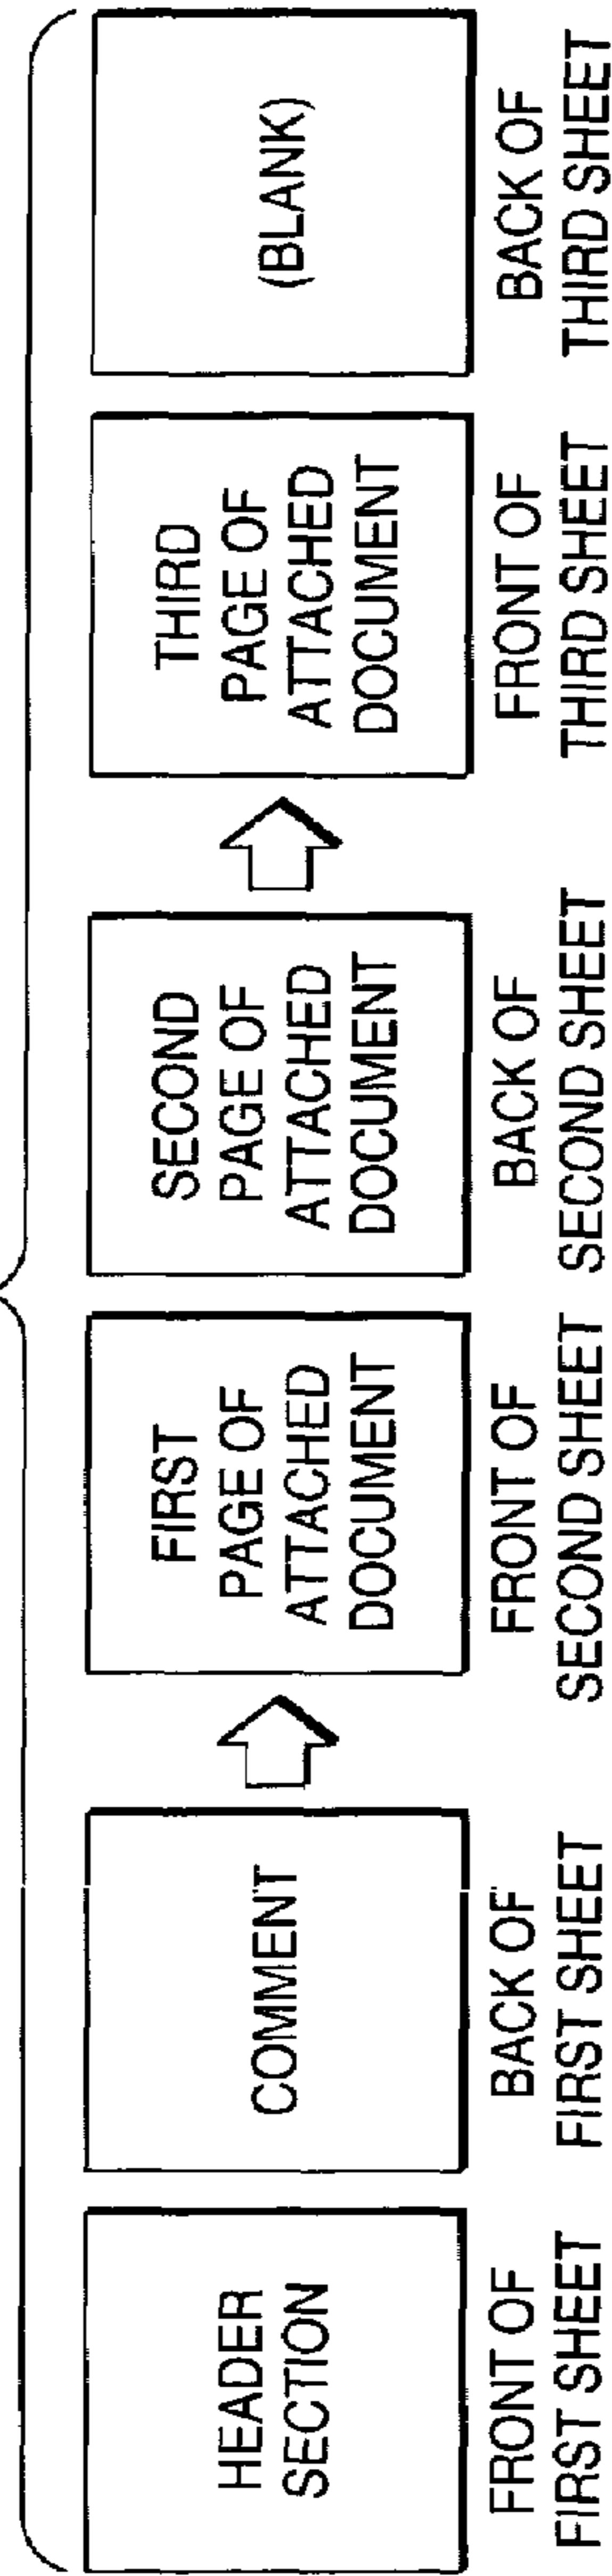 HEADER
SECTION
FRONT OF
FIRST SHEET
COMMENT
BACK OF
FIRST SHEET
FIRST
PAGE OF
ATTACHED
DOCUMENT
FRONT OF
SECOND SHEET
SECOND
PAGE OF
ATTACHED
DOCUMENT
BACK OF
SECOND SHEET
THIRD
PAGE OF
ATTACHED
DOCUMENT
FRONT OF
THIRD SHEET
(BLANK)
BACK OF
THIRD SHEET